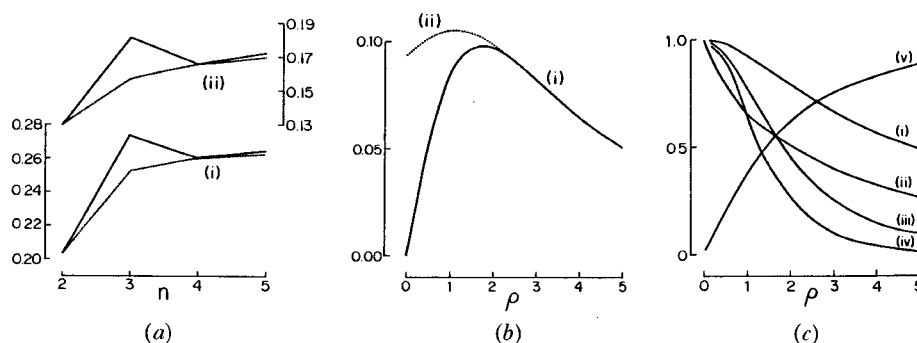 0.28
0.26
0.24
0.22
0.20
0.19
0.17
0.15
0.13
(ii)
(i)
2 3 4 5
n
(a)
0.10
0.05
0.00
(ii)
(i)
0 1 2 3 4 5
ρ
(b)
1.0
0.5
0
(v)
(i)
(ii)
(iii)
(iv)
0 1 2 3 4 5
ρ
(c)